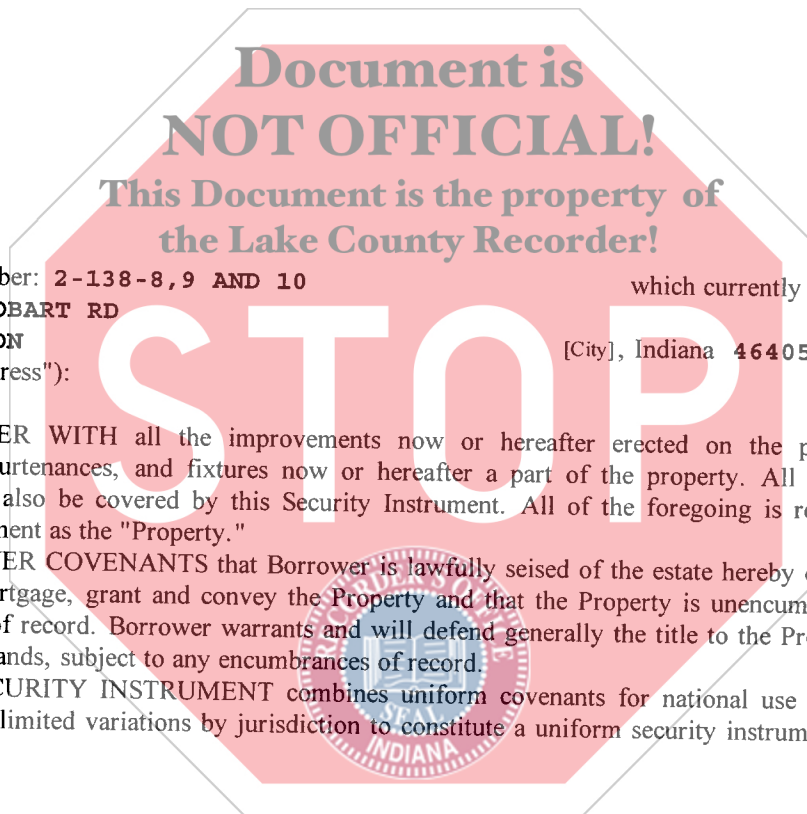 Document is
NOT OFFICIAL!
This Document is the property of
the Lake County Recorder!
ber: 2-138-8,9 AND 10 which currently
OBART RD
ON [City], Indiana 46405
ress"):
STOP
ER WITH all the improvements now or hereafter erected on the p
urtenances, and fixtures now or hereafter a part of the property. All
also be covered by this Security Instrument. All of the foregoing is re
ment as the "Property."
ER COVENANTS that Borrower is lawfully seised of the estate hereby
rtgage, grant and convey the Property and that the Property is unencum
of record. Borrower warrants and will defend generally the title to the Pro
ands, subject to any encumbrances of record.
CURITY INSTRUMENT combines uniform covenants for national use
limited variations by jurisdiction to constitute a uniform security instrum
RECORDER'S OFFICE
SEAL
INDIANA